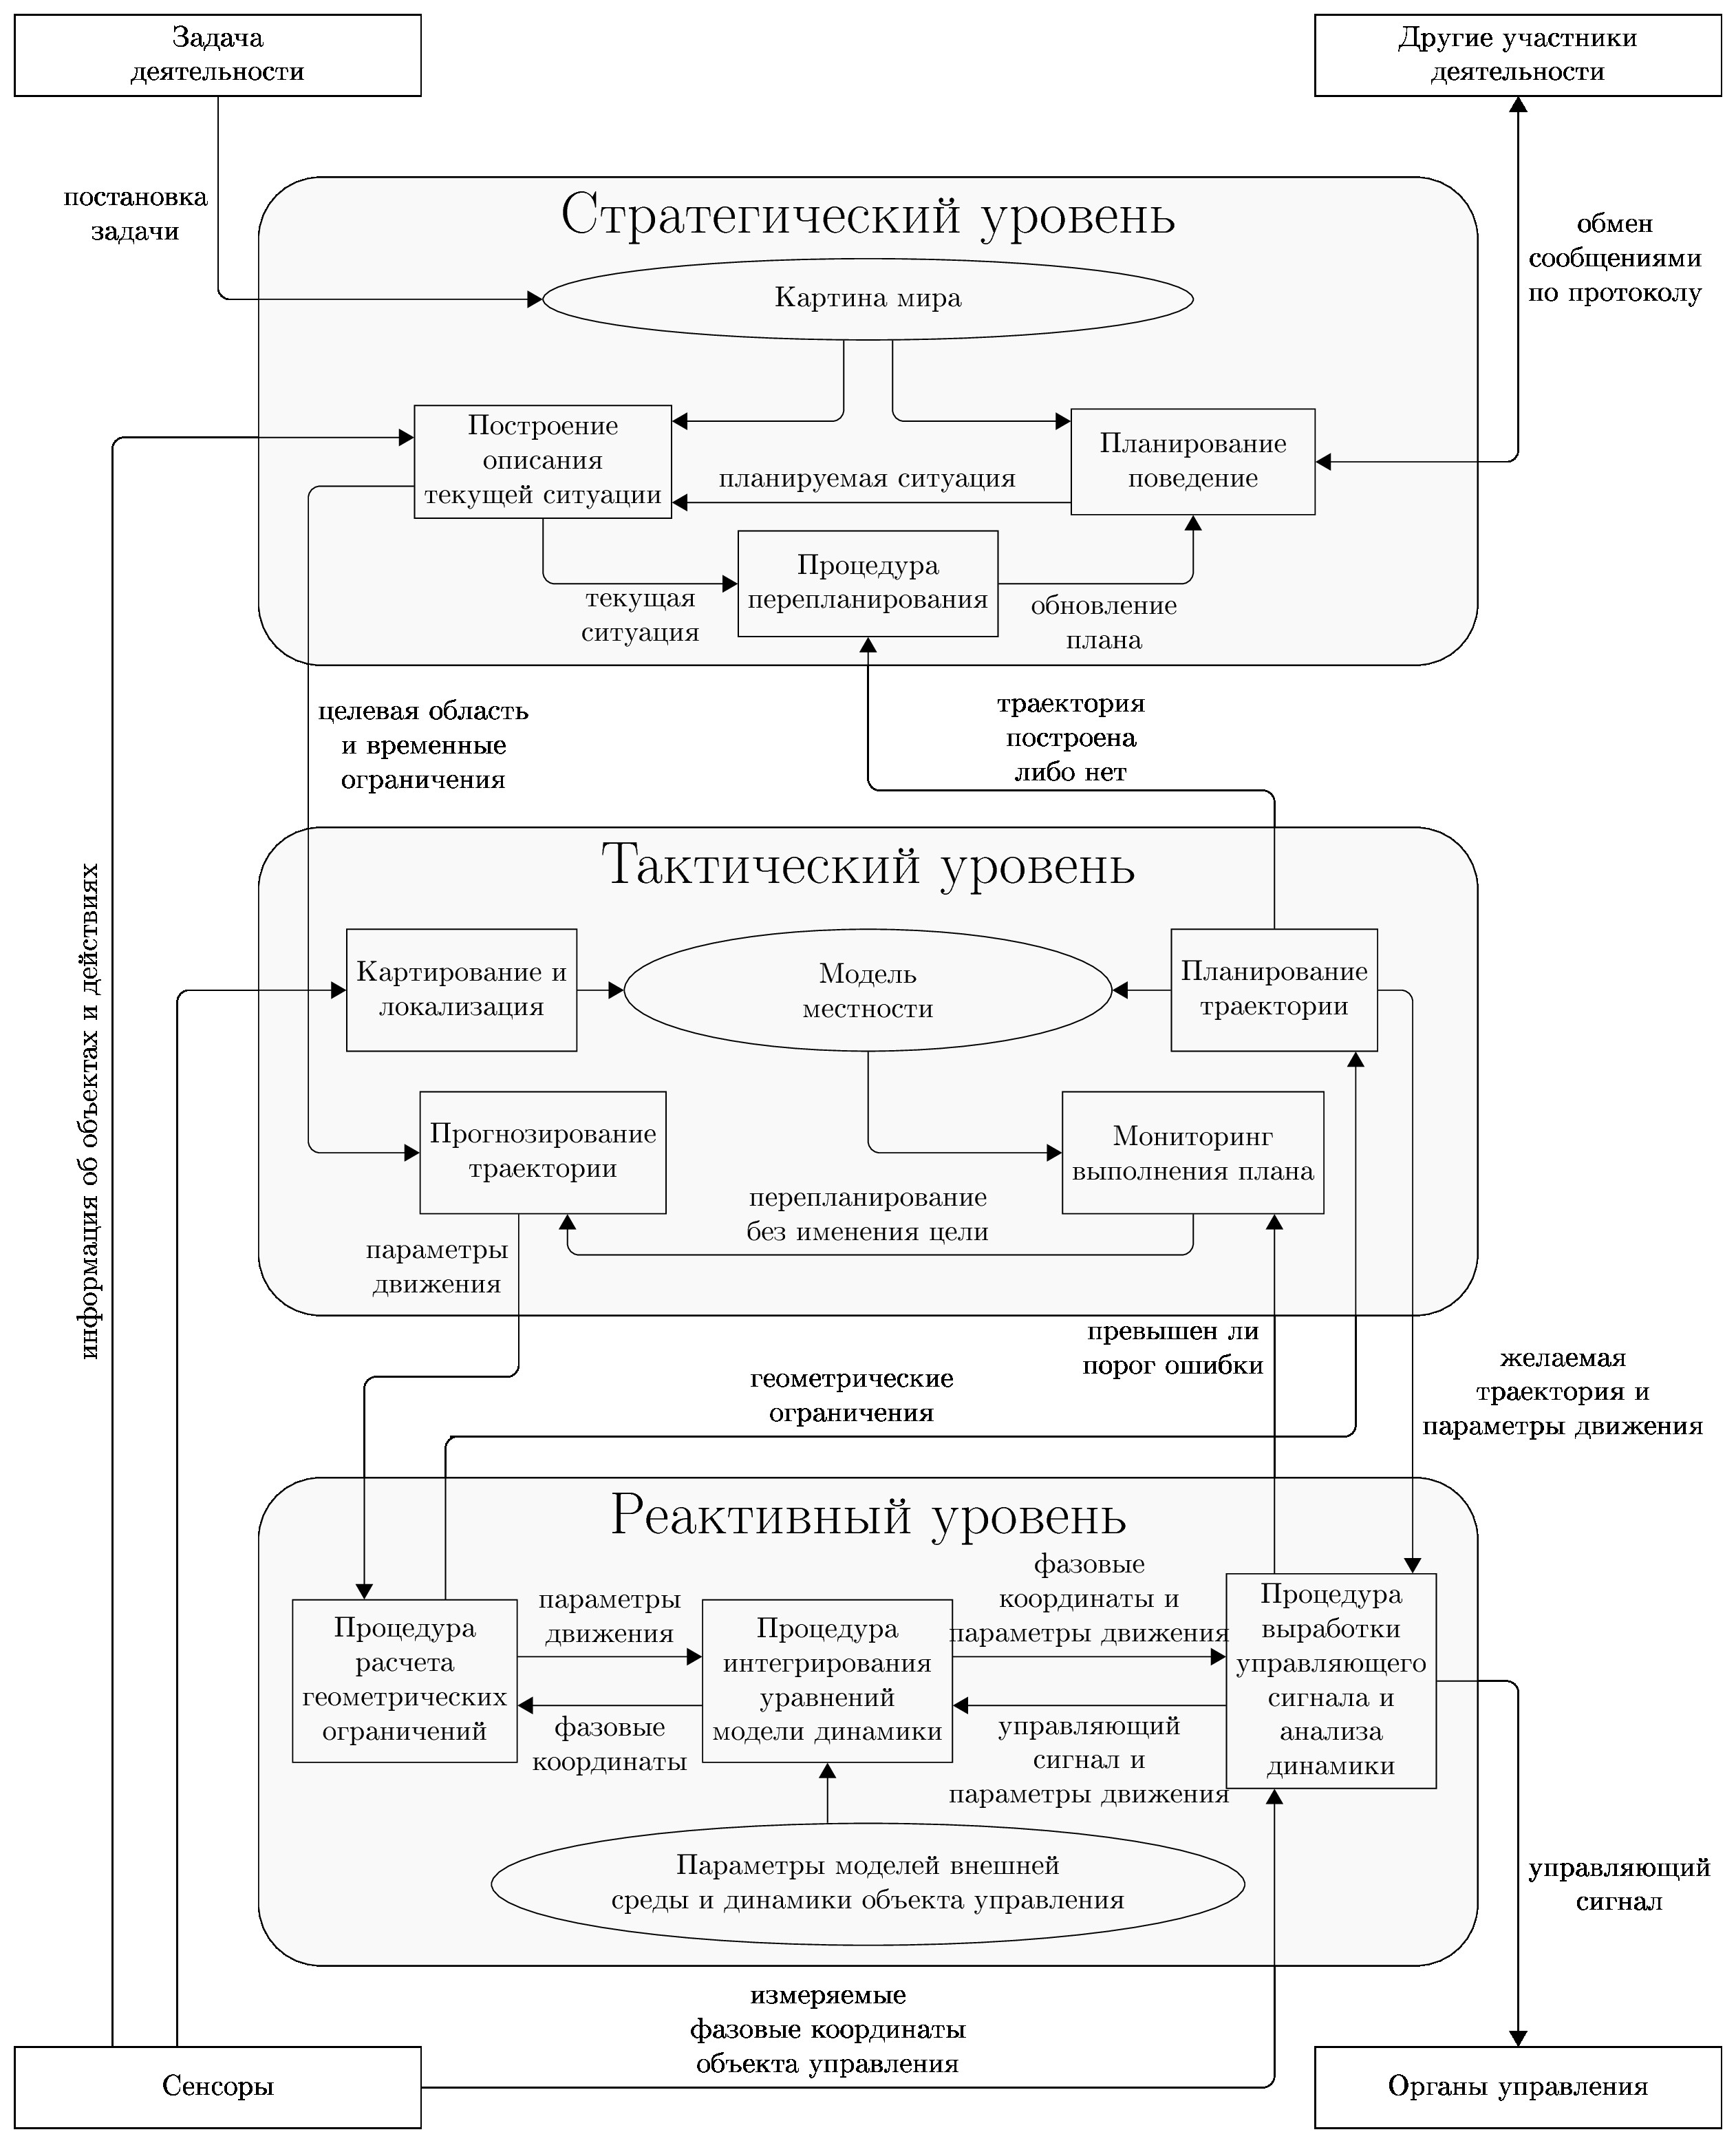 Задача
деятельности
Другие участники
деятельности
постановка
задачи
обмен
сообщениями
по протоколу
Стратегический уровень
Картина мира
Построение
описания
текущей ситуации
планируемая ситуация
Планирование
поведение
Процедура
перепланирования
текущая
ситуация
обновление
плана
целевая область
и временные
ограничения
траектория
построена
либо нет
информация об объектах и действиях
Тактический уровень
Картирование и
локализация
Модель
местности
Планирование
траектории
Прогнозирование
траектории
Мониторинг
выполнения плана
перепланирование
без именения цели
параметры
движения
превышен ли
порог ошибки
геометрические
ограничения
желаемая
траектория и
параметры движения
Реактивный уровень
Процедура
расчета
геометрических
ограничений
параметры
движения
фазовые
координаты
Процедура
интегрирования
уравнений
модели динамики
фазовые
координаты и
параметры движения
управляющий
сигнал и
параметры движения
Процедура
выработки
управляющего
сигнала и
анализа
динамики
Параметры моделей внешней
среды и динамики объекта управления
управляющий
сигнал
измеряемые
фазовые координаты
объекта управления
Сенсоры
Органы управления